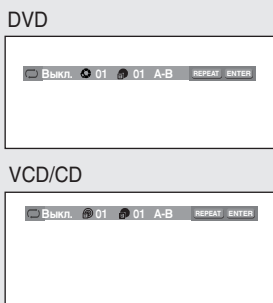 DVD
Выкл. 01 01 A-B REPEAT ENTER
VCD/CD
Выкл. 01 01 A-B REPEAT ENTER